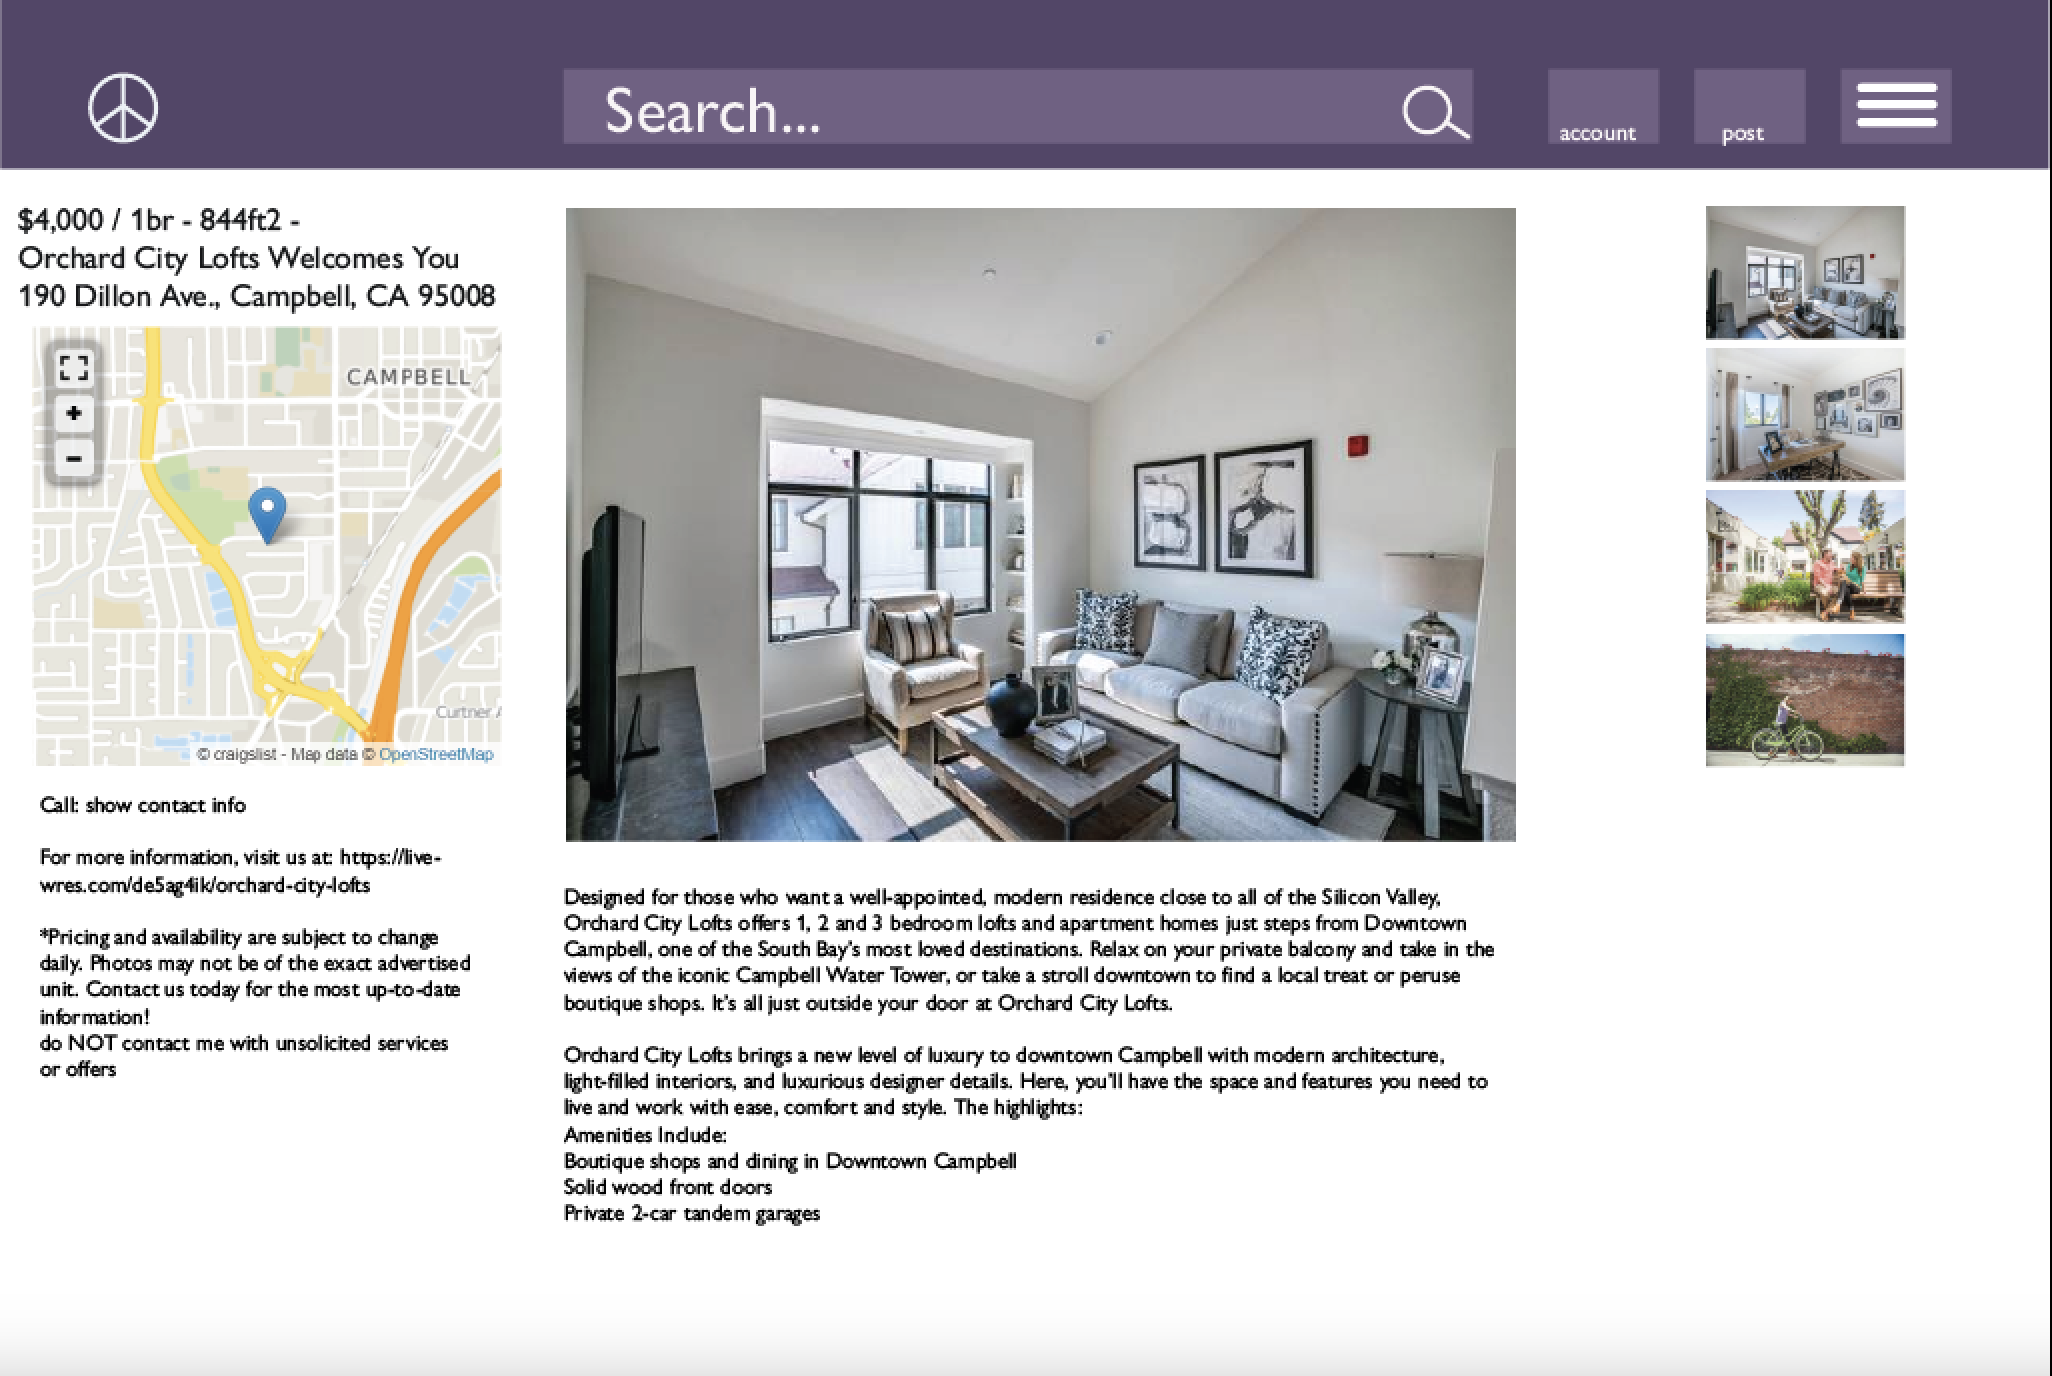 Search...
account
post
$4,000 / 1br - 844ft2 -
Orchard City Lofts Welcomes You
190 Dillon Ave., Campbell, CA 95008
CAMPBELL
+
-
Curtner A
© craigslist - Map data © OpenStreetMap
Call: show contact info
For more information, visit us at: https://live-
wres.com/de5ag4ik/orchard-city-lofts
*Pricing and availability are subject to change
daily. Photos may not be of the exact advertised
unit. Contact us today for the most up-to-date
information!
do NOT contact me with unsolicited services
or offers
Designed for those who want a well-appointed, modern residence close to all of the Silicon Valley,
Orchard City Lofts offers 1, 2 and 3 bedroom lofts and apartment homes just steps from Downtown
Campbell, one of the South Bay's most loved destinations. Relax on your private balcony and take in the
views of the iconic Campbell Water Tower, or take a stroll downtown to find a local treat or peruse
boutique shops. It's all just outside your door at Orchard City Lofts.
Orchard City Lofts brings a new level of luxury to downtown Campbell with modern architecture,
light-filled interiors, and luxurious designer details. Here, you'll have the space and features you need to
live and work with ease, comfort and style. The highlights:
Amenities Include:
Boutique shops and dining in Downtown Campbell
Solid wood front doors
Private 2-car tandem garages